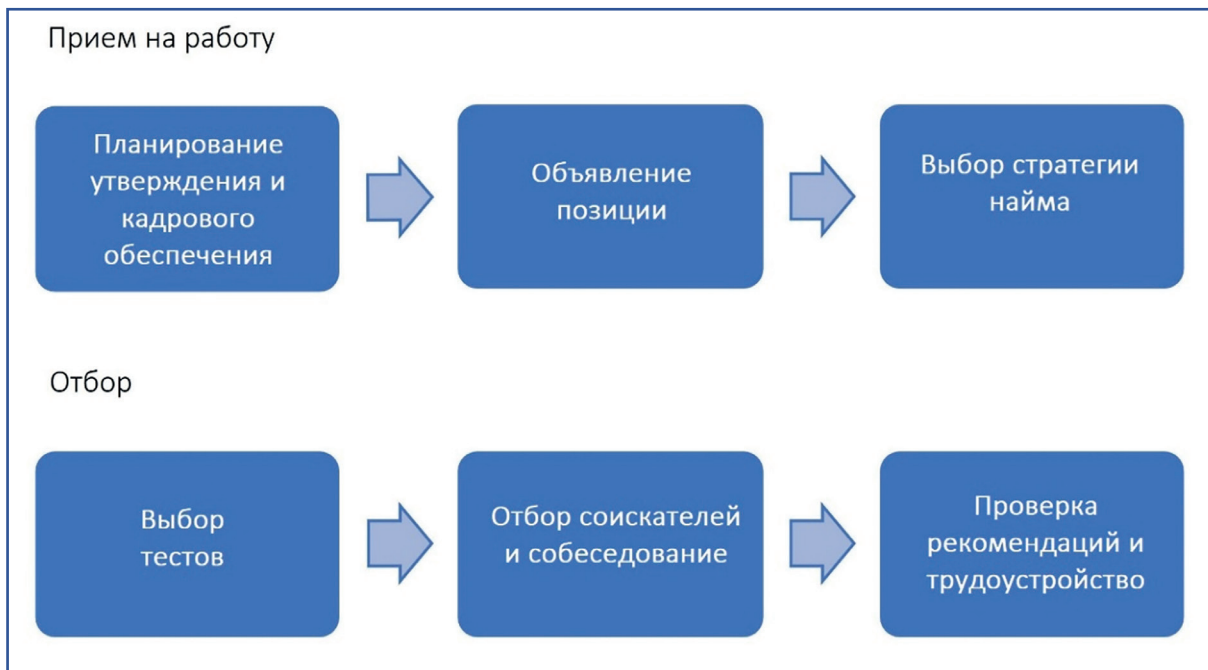 Прием на работу
Планирование
утверждения и
кадрового
обеспечения
Объявление
позиции
Выбор стратегии
найма
Отбор
Выбор
тестов
Отбор соискателей
и собеседование
Проверка
рекомендаций и
трудоустройство